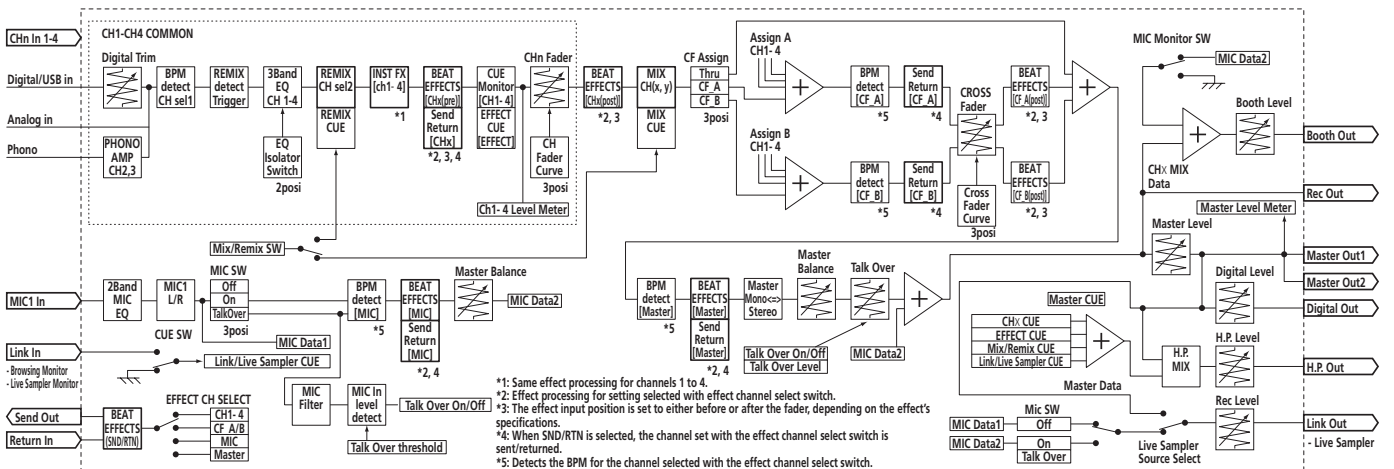 CHn In 1-4
CH1-CH4 COMMON
Digital/USB in
Analog in
Phono
Digital Trim
PHONO
AMP
CH2,3
BPM
detect
CH sel1
REMIX
detect
Trigger
3Band
EQ
CH 1-4
EQ
Isolator
Switch
2posi
REMIX
CH sel2
REMIX
CUE
INST FX
[ch1- 4]
*1
BEAT
EFFECTS
[CHx(pre)]
Send
Return
[CHx]
*2, 3, 4
CUE
Monitor
[CH1- 4]
EFFECT
CUE
[EFFECT]
CHn Fader
CH
Fader
Curve
3posi
Ch1- 4 Level Meter
BEAT
EFFECTS
[CHx(post)]
*2, 3
MIX
CH(x, y)
MIX
CUE
CF Assign
Thru
CF_A
CF_B
3posi
Assign A
CH1- 4
+
Assign B
CH1- 4
+
BPM
detect
[CF_A]
*5
Send
Return
[CF_A]
*4
BPM
detect
[CF_B]
*5
Send
Return
[CF_B]
*4
CROSS
Fader
Cross
Fader
Curve
3posi
BEAT
EFFECTS
[CF_A(post)]
*2, 3
BEAT
EFFECTS
[CF_B(post)]
*2, 3
+
MIC Monitor SW
MIC Data2
+
CHX MIX
Data
Booth Level
Booth Out
Rec Out
Master Level Meter
Master Level
Master Out1
Master Out2
Digital Level
Digital Out
Mix/Remix SW
MIC1 In
2Band
MIC
EQ
MIC1
L/R
MIC SW
Off
On
TalkOver
3posi
MIC Data1
BPM
detect
[MIC]
*5
BEAT
EFFECTS
[MIC]
Send
Return
[MIC]
*2, 4
Master Balance
MIC Data2
BPM
detect
[Master]
*5
BEAT
EFFECTS
[Master]
Send
Return
[Master]
*2, 4
Master
Mono<=>
Stereo
Master
Balance
Talk Over
Talk Over On/Off
Talk Over Level
MIC Data2
+
Master CUE
CHX CUE
EFFECT CUE
Mix/Remix CUE
Link/Live Sampler CUE
+
H.P.
MIX
H.P. Level
H.P. Out
Link In
- Browsing Monitor
- Live Sampler Monitor
CUE SW
Link/Live Sampler CUE
Send Out
Return In
BEAT
EFFECTS
(SND/RTN)
EFFECT CH SELECT
CH1- 4
CF_A/B
MIC
Master
MIC
Filter
MIC In
level
detect
Talk Over On/Off
Talk Over threshold
Master Data
MIC Data1
MIC Data2
Mic SW
Off
On
Talk Over
Live Sampler
Source Select
Rec Level
Link Out
- Live Sampler
*1: Same effect processing for channels 1 to 4.
*2: Effect processing for setting selected with effect channel select switch.
*3: The effect input position is set to either before or after the fader, depending on the effect's
specifications.
*4: When SND/RTN is selected, the channel set with the effect channel select switch is
sent/returned.
*5: Detects the BPM for the channel selected with the effect channel select switch.